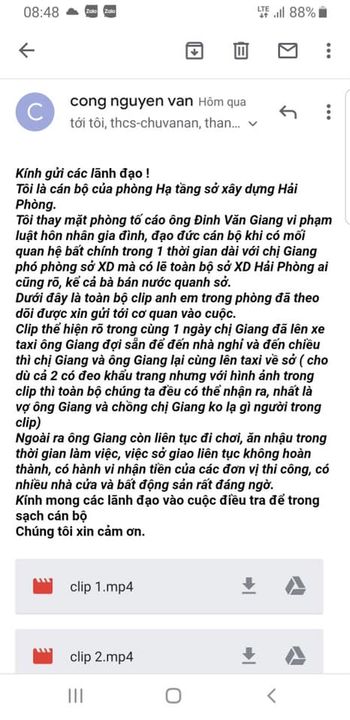 08:48 Zalo Zalo LTE 88%
C
cong nguyen van Hôm qua
tới tôi, thcs-chuvanan, than...
Kính gửi các lãnh đạo !
Tôi là cán bộ của phòng Hạ tầng sở xây dựng Hải
Phòng.
Tôi thay mặt phòng tố cáo ông Đinh Văn Giang vi phạm
luật hôn nhân gia đình, đạo đức cán bộ khi có mối
quan hệ bất chính trong 1 thời gian dài với chị Giang
phó phòng sở XD mà có lẽ toàn bộ sở XD Hải Phòng ai
cũng rõ, kể cả bà bán nước quanh sở.
Dưới đây là toàn bộ clip anh em trong phòng đã theo
dõi được xin gửi tới cơ quan vào cuộc.
Clip thể hiện rõ trong cùng 1 ngày chị Giang đã lên xe
taxi ông Giang đợi sẵn để đến nhà nghỉ và đến chiều
thì chị Giang và ông Giang lại cùng lên taxi về sở ( cho
dù cả 2 có đeo khẩu trang nhưng với hình ảnh trong
clip thì toàn bộ chúng ta đều có thể nhận ra, nhất là
vợ ông Giang và chồng chị Giang ko lạ gì người trong
clip)
Ngoài ra ông Giang còn liên tục đi chơi, ăn nhậu trong
thời gian làm việc, việc sở giao liên tục không hoàn
thành, có hành vi nhận tiền của các đơn vị thi công, có
nhiều nhà cửa và bất động sản rất đáng ngờ.
Kính mong các lãnh đạo vào cuộc điều tra để trong
sạch cán bộ
Chúng tôi xin cảm ơn.
clip 1.mp4
clip 2.mp4